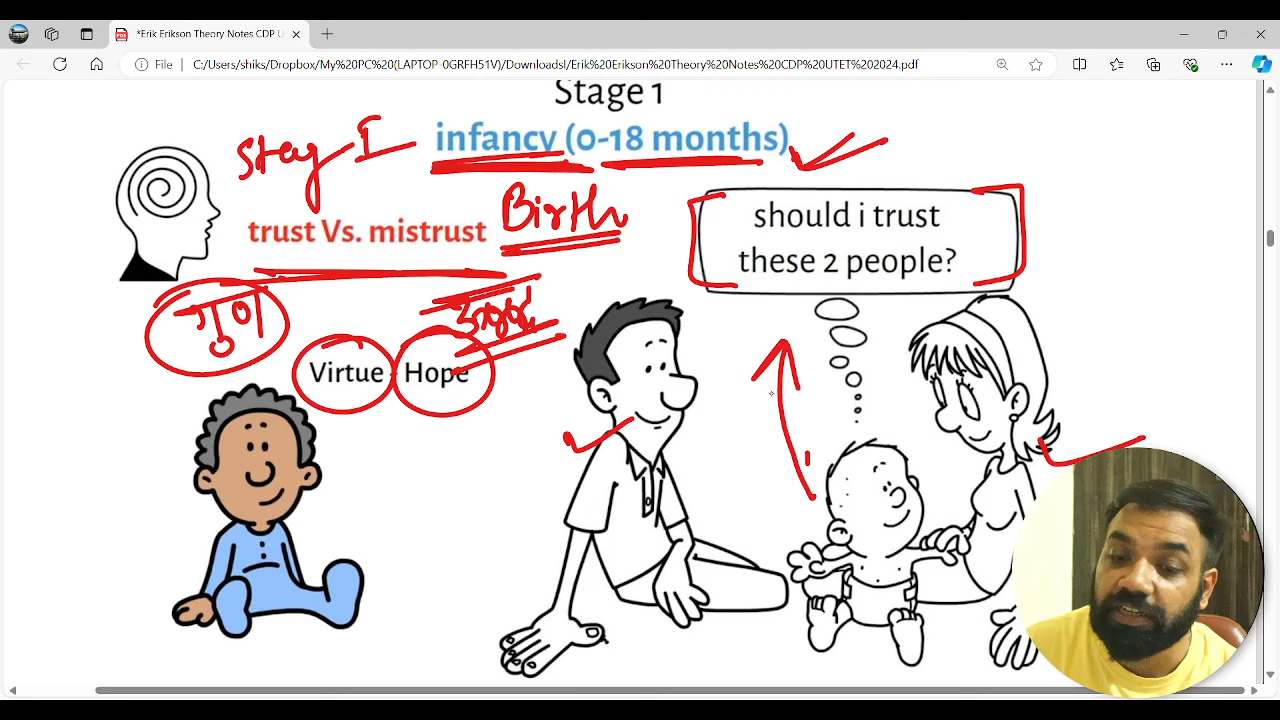 *Erik Erikson Theory Notes CDP U
File
C:/Users/shiks/Dropbox/My%20PC%20(LAPTOP-0GRFH51V)/Downloads/Erik%20Erikson%20Theory%20Notes%20CDP%20UTET%202024.pdf
Stage 1
infancy (0-18 months)
Stag I
Birth
trust Vs. mistrust
should i trust
these 2 people?
गुण
Virtue - Hope